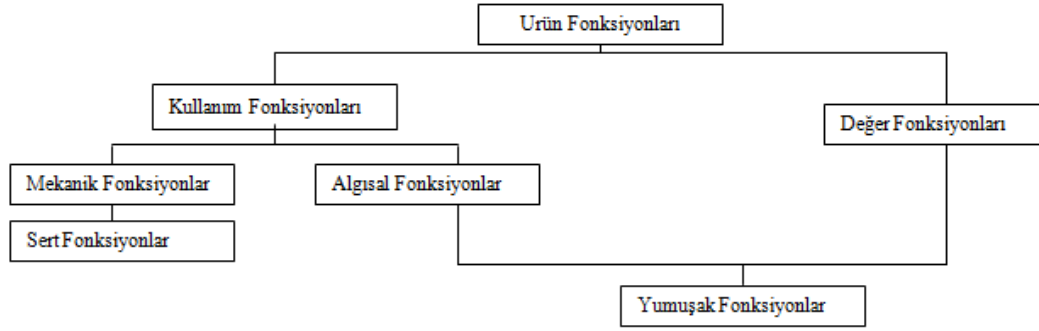 Urün Fonksiyonları
Kullanım Fonksiyonları
Değer Fonksiyonları
Mekanik Fonksiyonlar
Algısal Fonksiyonlar
Sert Fonksiyonlar
Yumuşak Fonksiyonlar